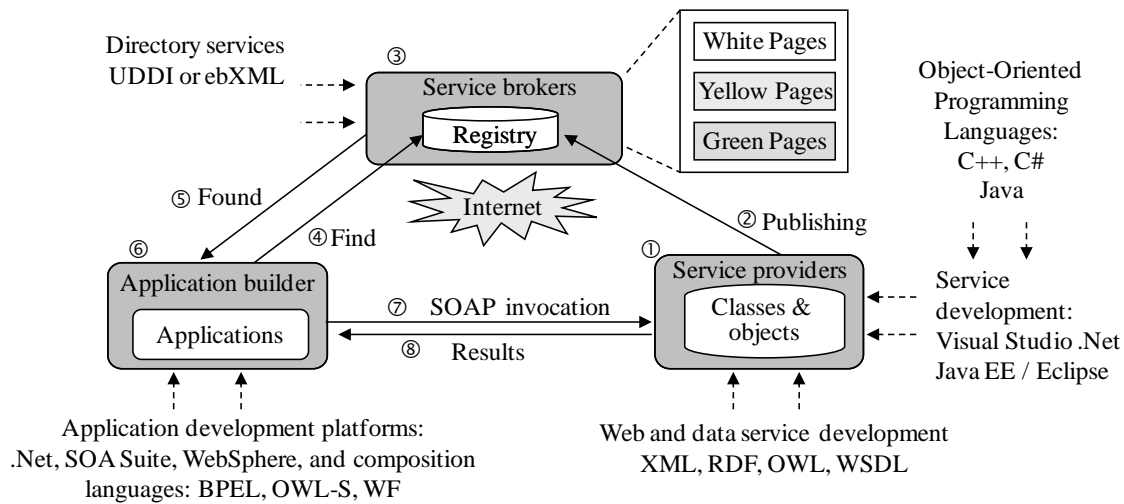 Directory services
UDDI or ebXML
③
Service brokers
Registry
White Pages
Yellow Pages
Green Pages
Object-Oriented
Programming
Languages:
C++, C#
Java
⑤ Found
Internet
④ Find
② Publishing
⑥
Application builder
Applications
①
Service providers
Classes &
objects
⑦ SOAP invocation
⑧ Results
Service
development:
Visual Studio .Net
Java EE / Eclipse
Application development platforms:
.Net, SOA Suite, WebSphere, and composition
languages: BPEL, OWL-S, WF
Web and data service development
XML, RDF, OWL, WSDL